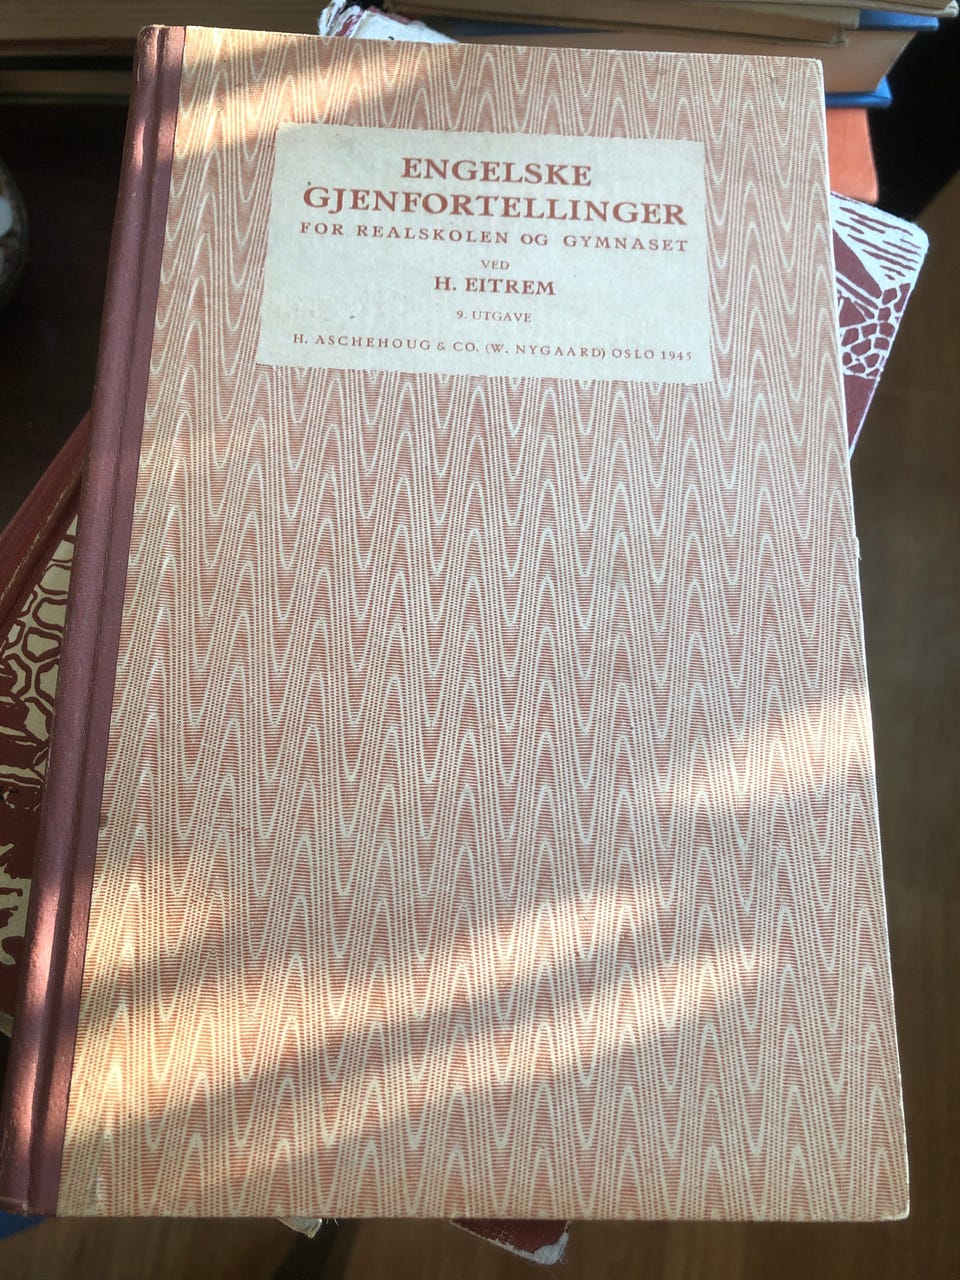 ENGELSKE
GJENFORTELLINGER
FOR REALSKOLEN OG GYMNASET
VED
H. EITREM
9. UTGAVE
H. ASCHEHOUG & CO. (W. NYGAARD) OSLO 1945